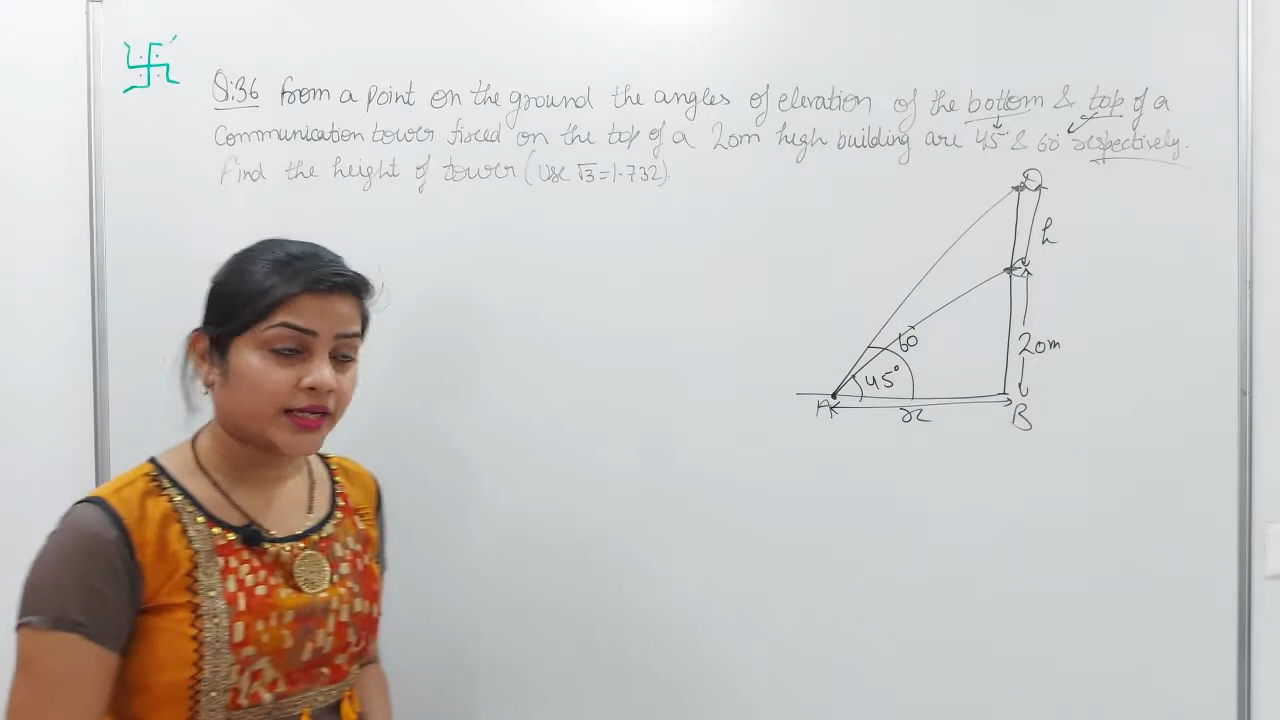 Q:36 From a point on the ground the angles of elevation of the bottom & top of a
communication tower fixed on the top of a 20m high building are 45° & 60° respectively.
Find the height of tower (Use √3=1.732).
D
h
C
60
20m
45°
A
x
B